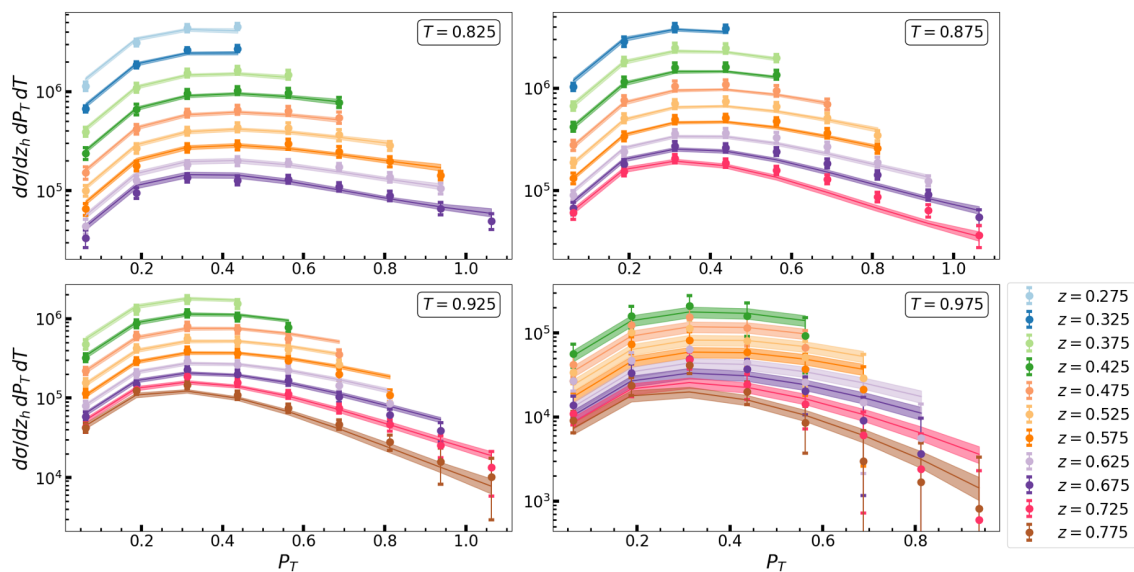 T = 0.825
T = 0.875
dσ/dz_h dP_T dT
10^6
10^5
10^6
10^5
0.2 0.4 0.6 0.8 1.0
0.2 0.4 0.6 0.8 1.0
T = 0.925
T = 0.975
dσ/dz_h dP_T dT
10^6
10^5
10^4
10^5
10^4
10^3
0.2 0.4 0.6 0.8 1.0
0.2 0.4 0.6 0.8
P_T
P_T
z = 0.275
z = 0.325
z = 0.375
z = 0.425
z = 0.475
z = 0.525
z = 0.575
z = 0.625
z = 0.675
z = 0.725
z = 0.775